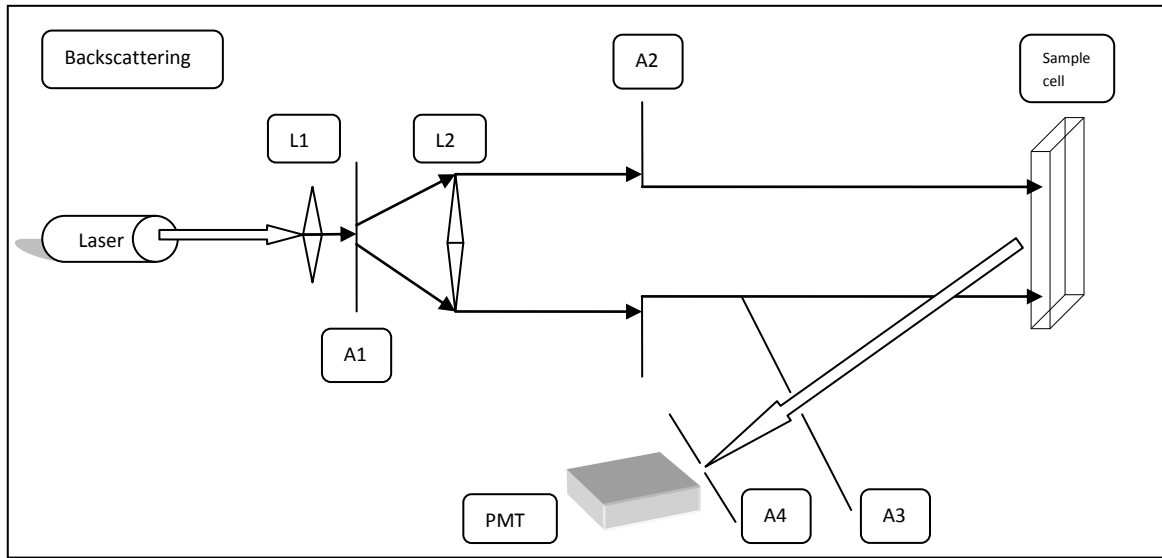 Backscattering
A2
Sample
cell
L1
L2
Laser
A1
PMT
A4
A3